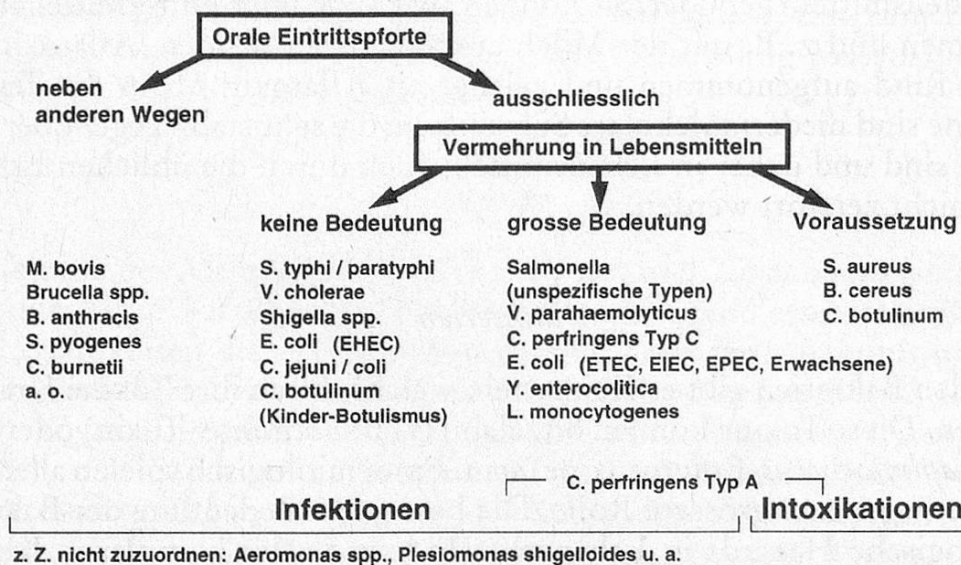 Orale Eintrittspforte
neben
anderen Wegen
ausschliesslich
Vermehrung in Lebensmitteln
keine Bedeutung
grosse Bedeutung
Voraussetzung
M. bovis
Brucella spp.
B. anthracis
S. pyogenes
C. burnetii
a. o.
S. typhi / paratyphi
V. cholerae
Shigella spp.
E. coli (EHEC)
C. jejuni / coli
C. botulinum
(Kinder-Botulismus)
Salmonella
(unspezifische Typen)
V. parahaemolyticus
C. perfringens Typ C
E. coli (ETEC, EIEC, EPEC, Erwachsene)
Y. enterocolitica
L. monocytogenes
S. aureus
B. cereus
C. botulinum
C. perfringens Typ A
Infektionen
Intoxikationen
z. Z. nicht zuzuordnen: Aeromonas spp., Plesiomonas shigelloides u. a.